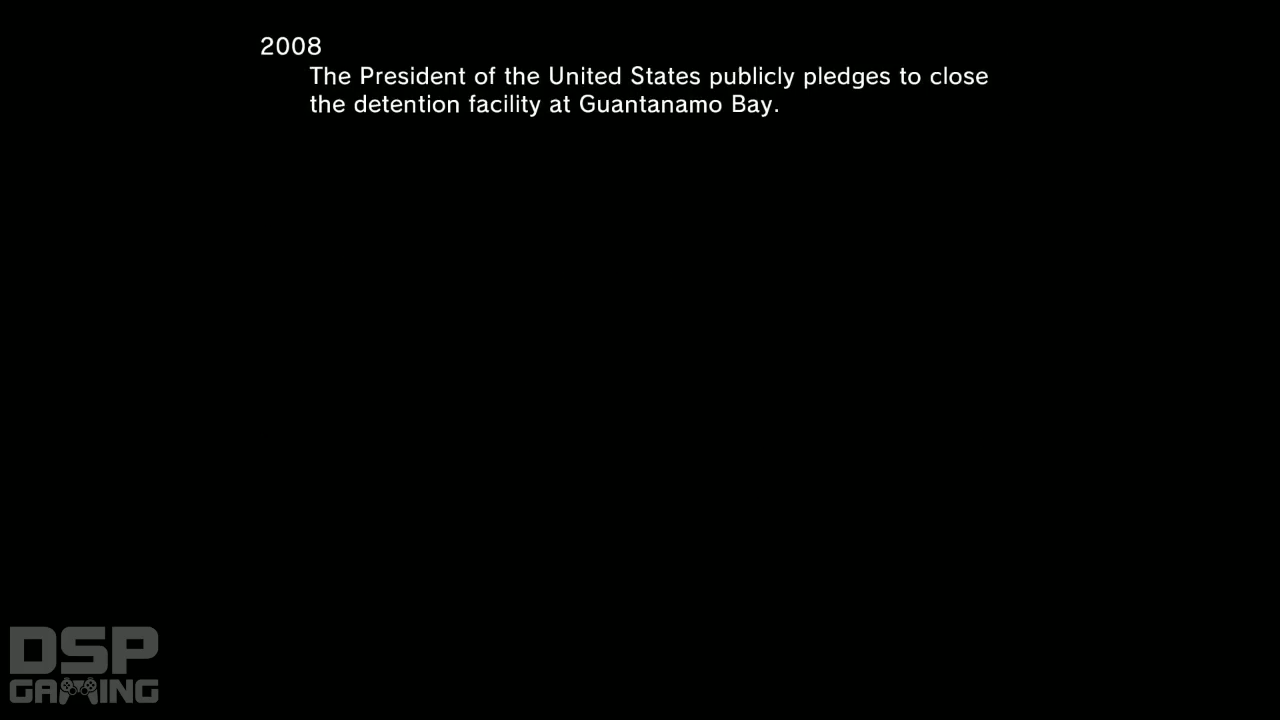 2008
The President of the United States publicly pledges to close
the detention facility at Guantanamo Bay.
DSP
GAMING